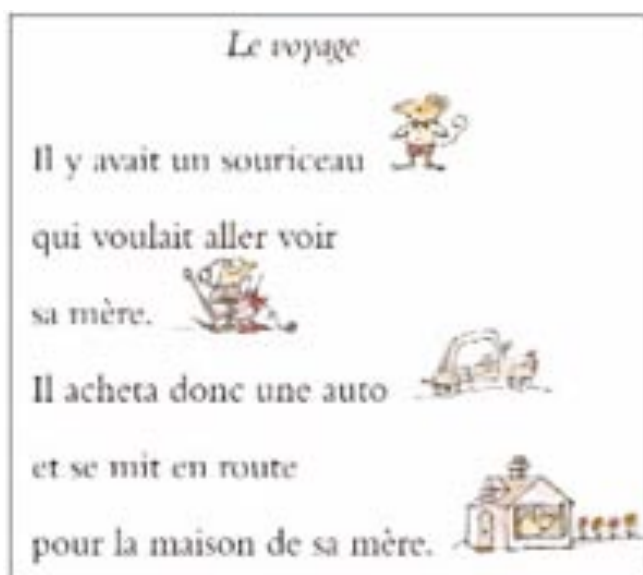 Le voyage
Il y avait un souriceau
qui voulait aller voir
sa mère.
Il acheta donc une auto
et se mit en route
pour la maison de sa mère.